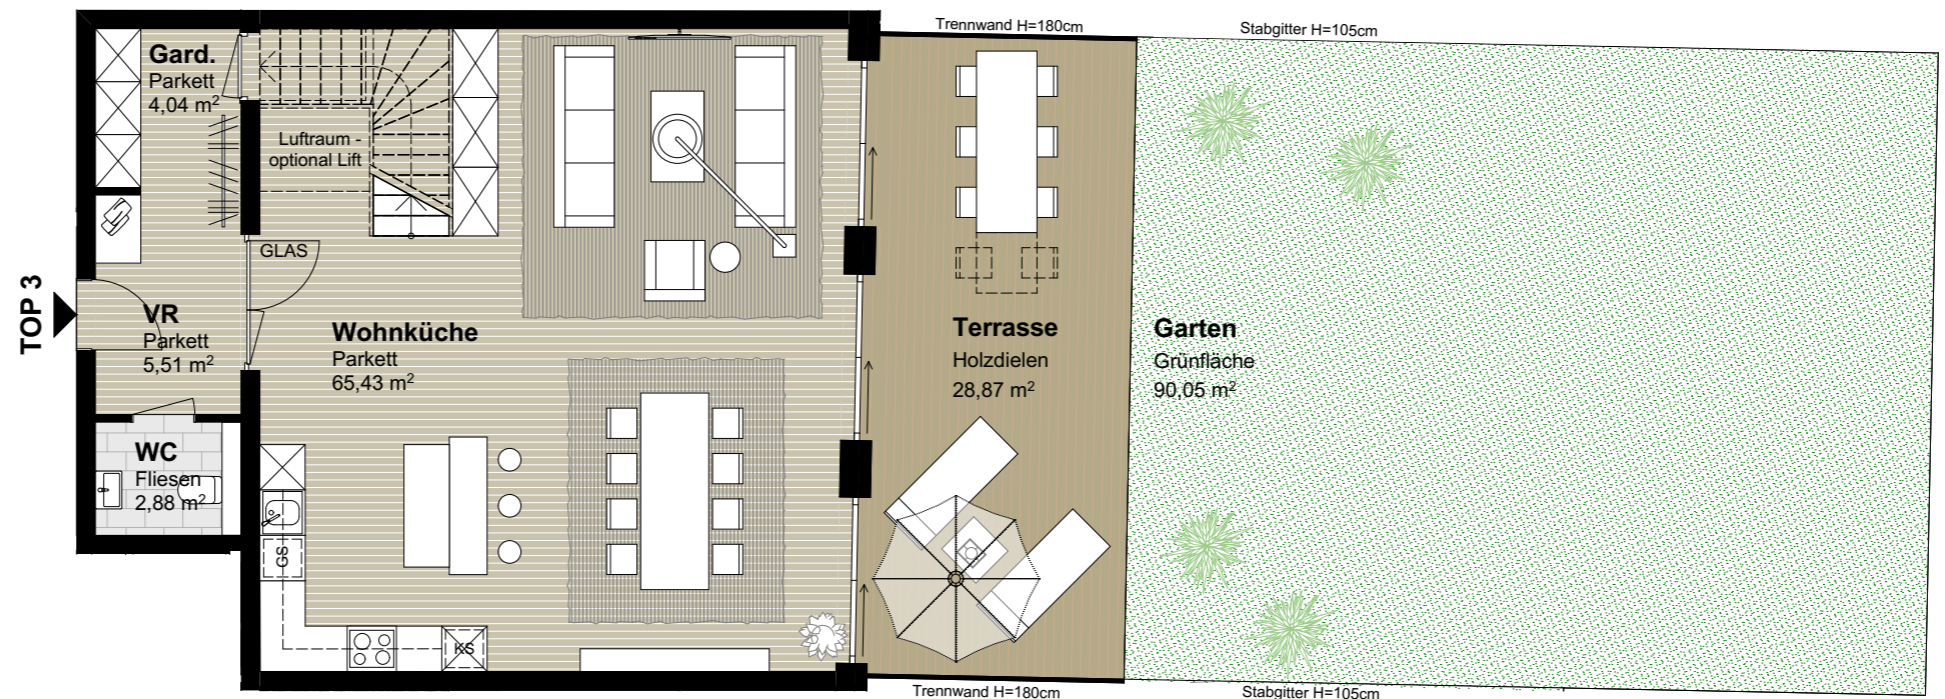 Trennwand H=180cm
Stabgitter H=105cm
Gard.
Parkett
4,04 m²
Luftraum -
optional Lift
GLAS
TOP 3
VR
Parkett
5,51 m²
Wohnküche
Parkett
65,43 m²
Terrasse
Holzdielen
28,87 m²
Garten
Grünfläche
90,05 m²
WC
Fliesen
2,88 m²
GS
KS
Trennwand H=180cm
Stabgitter H=105cm